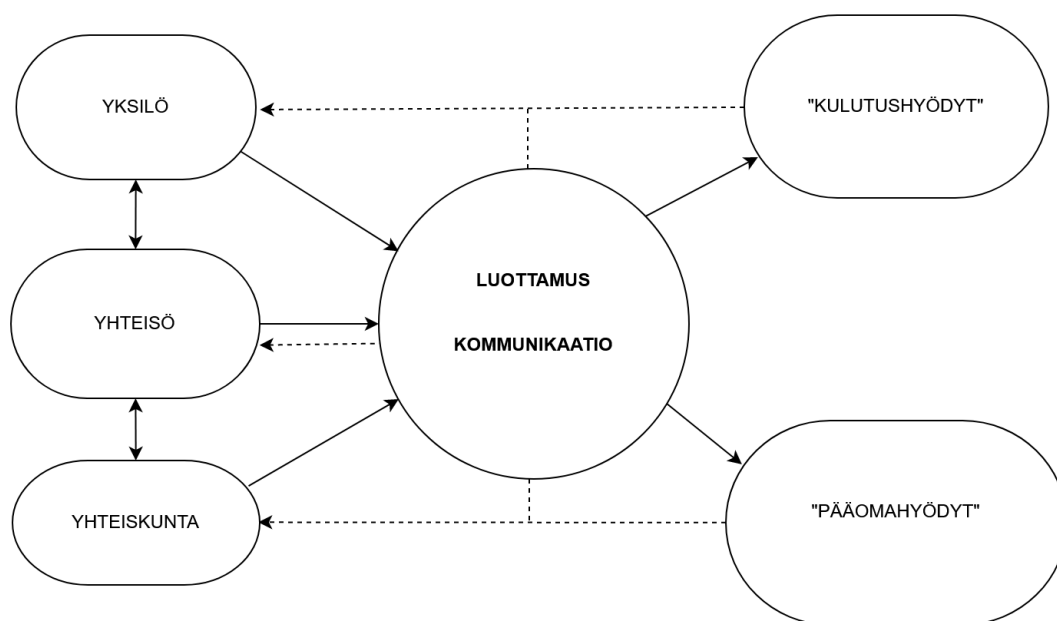 YKSILÖ
"KULUTUSHYÖDYT"
LUOTTAMUS
YHTEISÖ
KOMMUNIKAATIO
YHTEISKUNTA
"PÄÄOMAHYÖDYT"